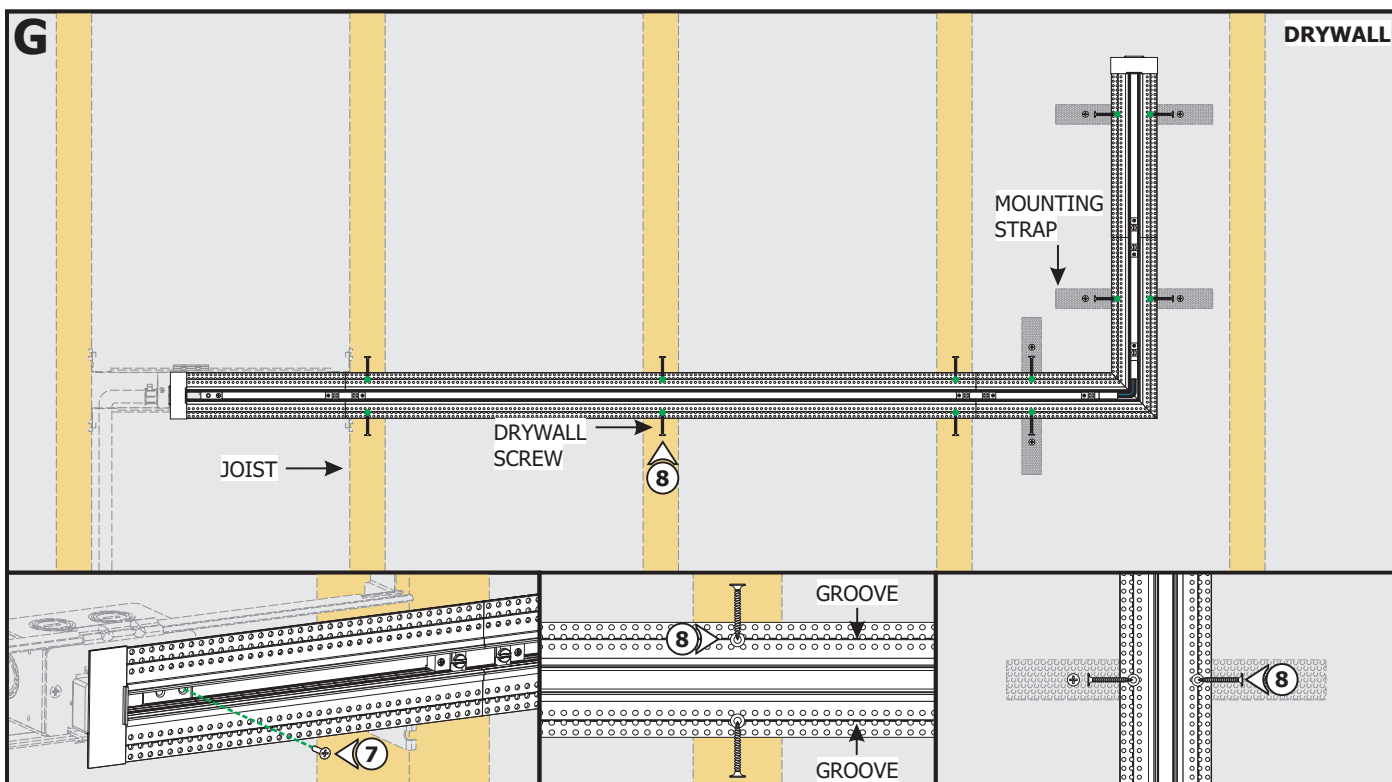 G
DRYWALL
MOUNTING
STRAP
DRYWALL
SCREW
8
JOIST
7
GROOVE
8
GROOVE
8